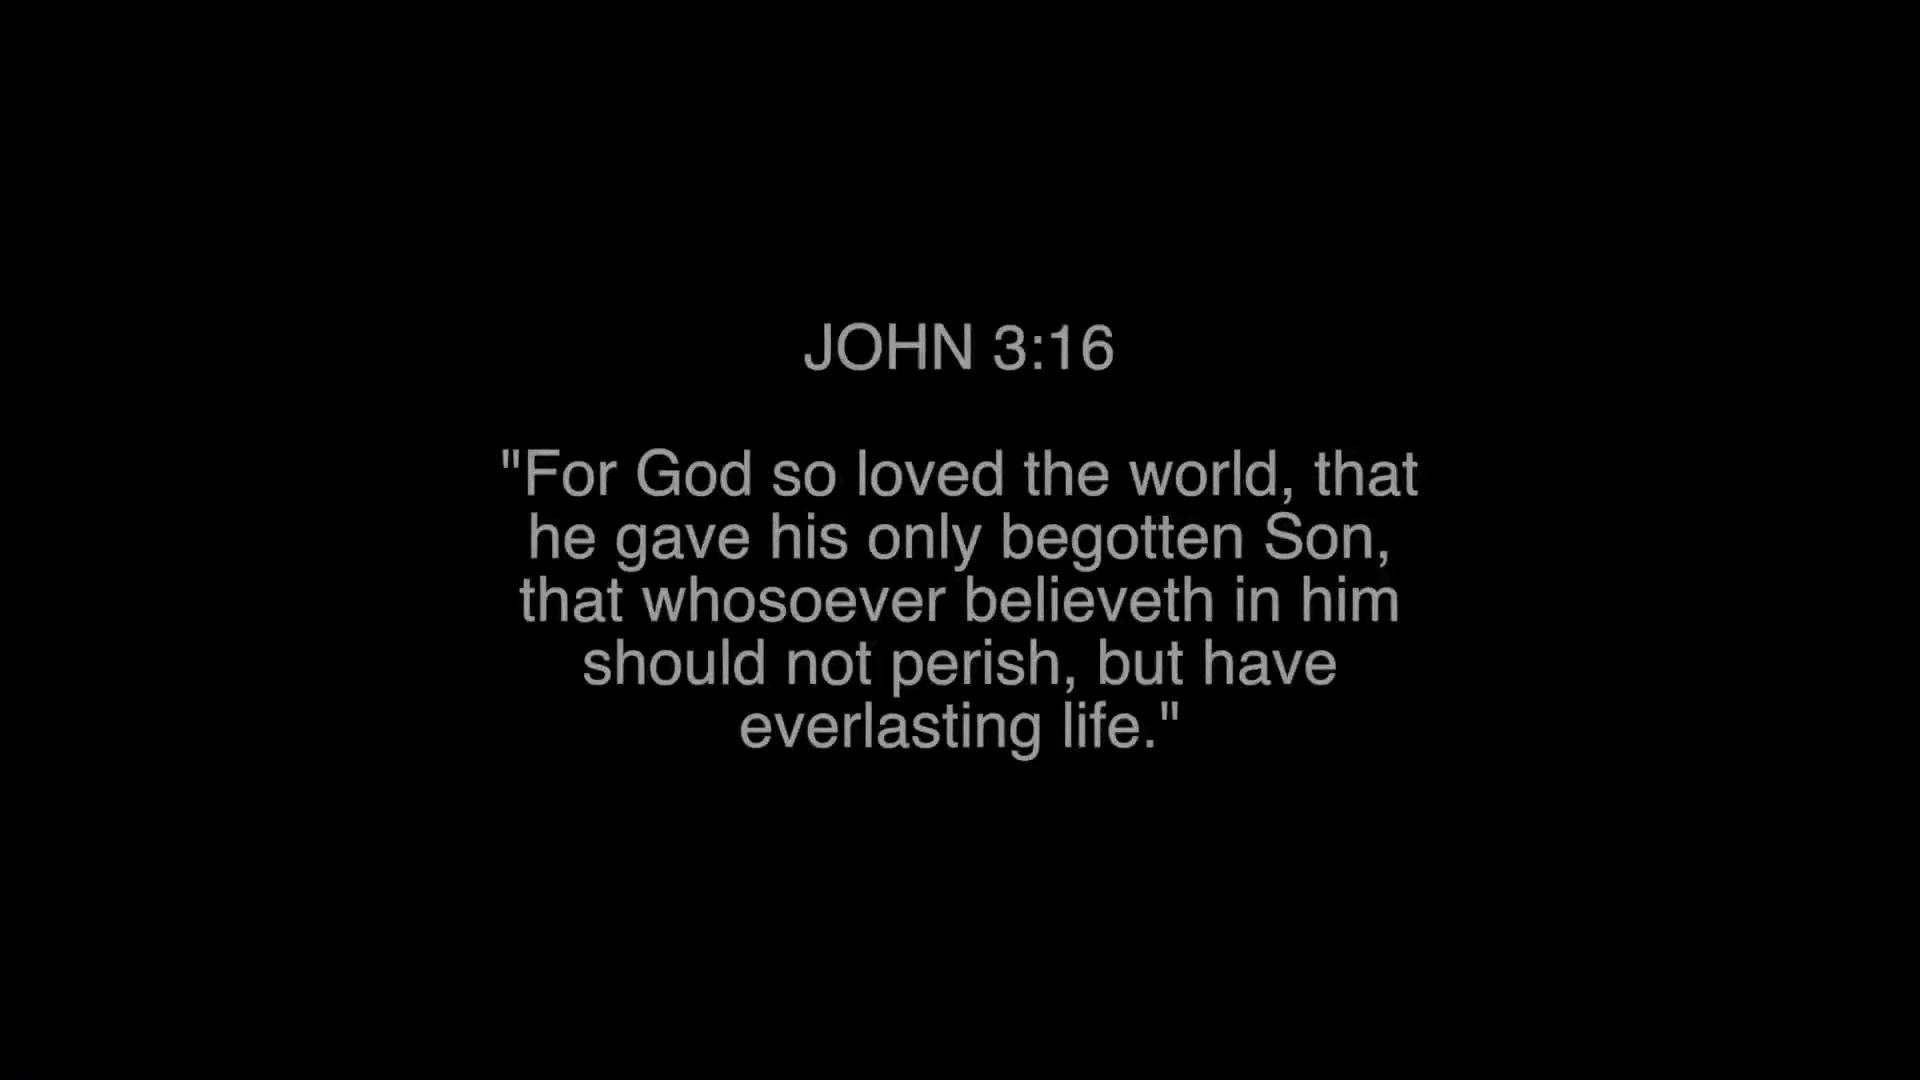 JOHN 3:16
"For God so loved the world, that
he gave his only begotten Son,
that whosoever believeth in him
should not perish, but have
everlasting life."